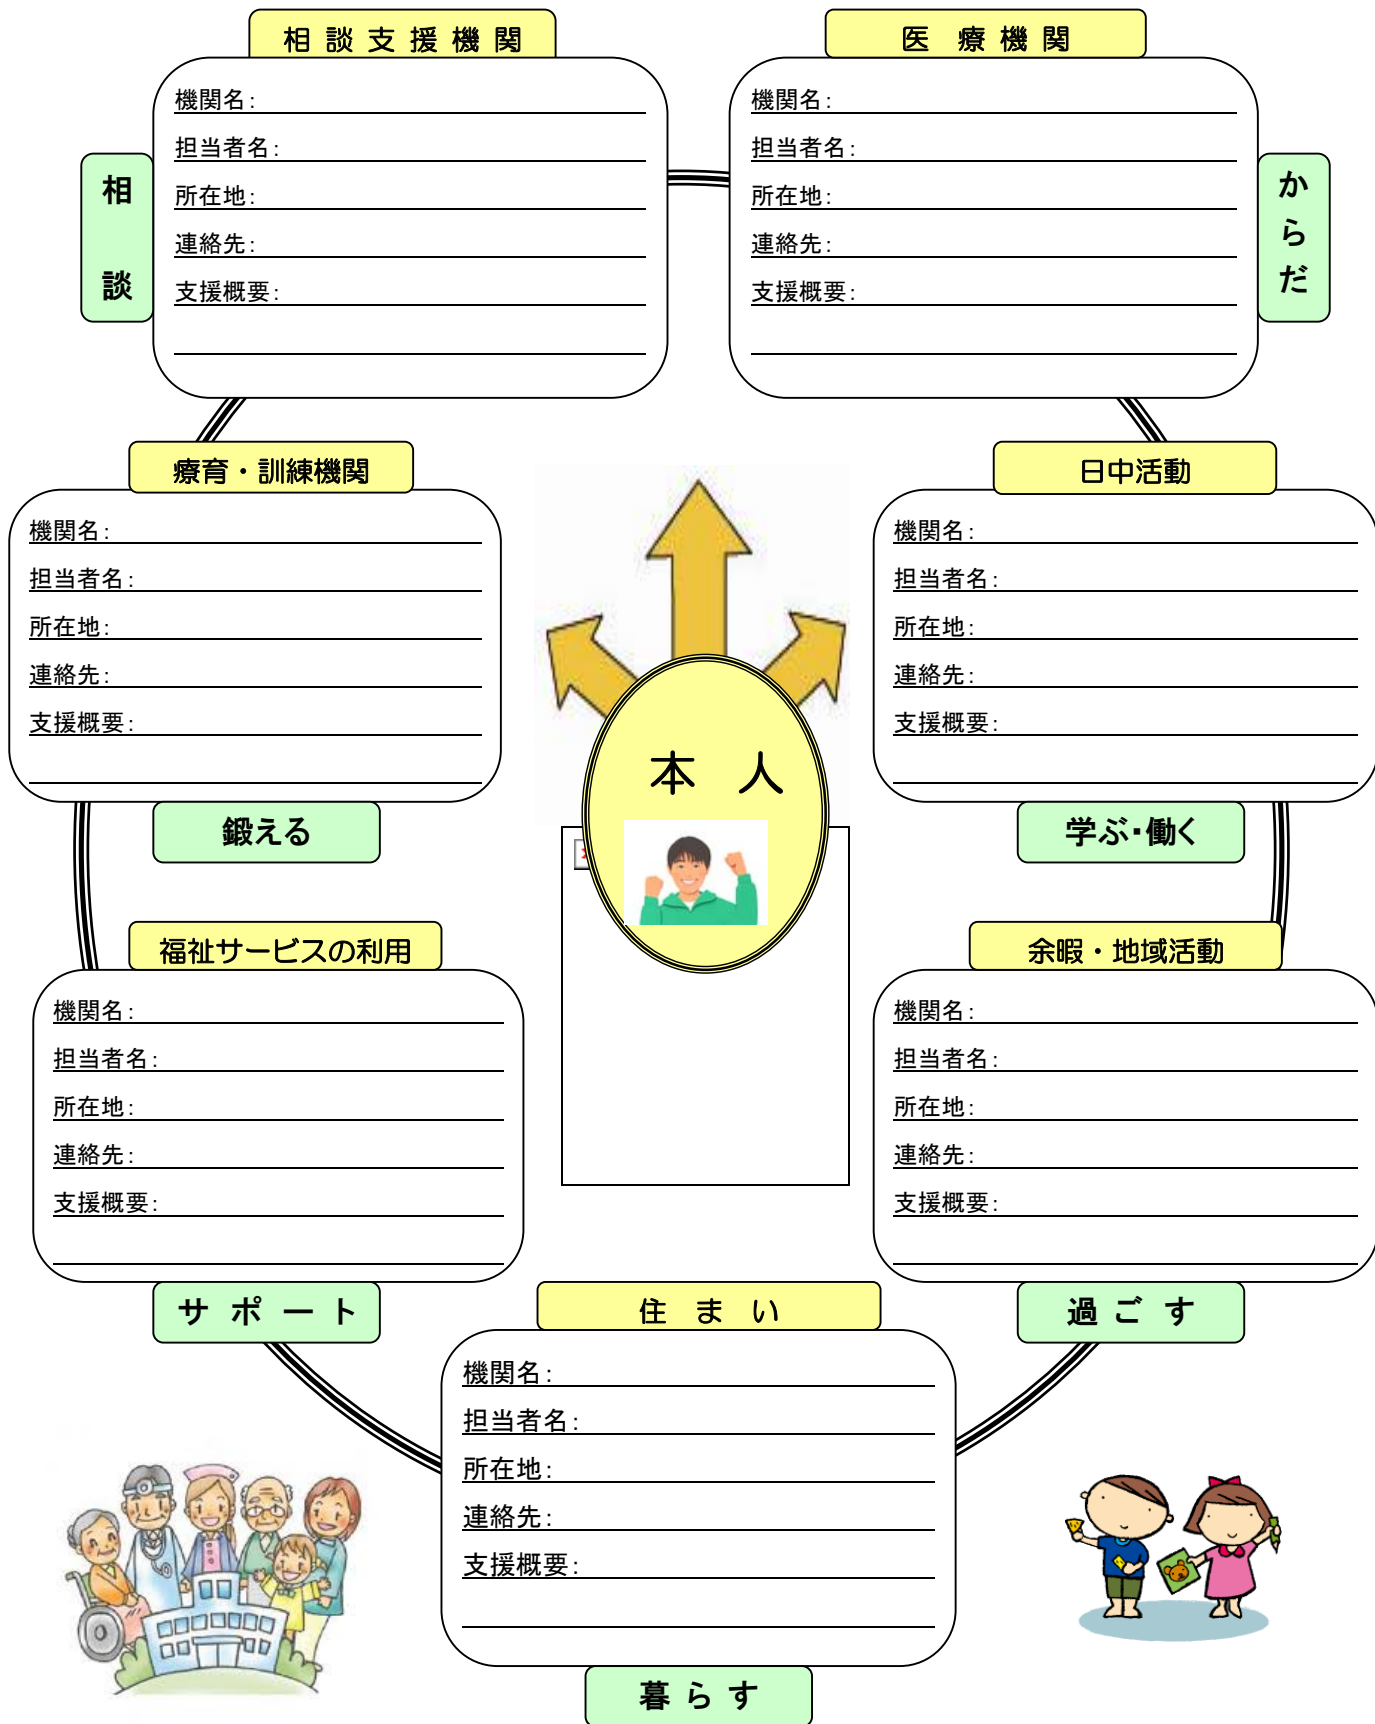 相談支援機関
機関名：
担当者名：
所在地：
連絡先：
支援概要：
相談
医療機関
機関名：
担当者名：
所在地：
連絡先：
支援概要：
からだ
療育・訓練機関
機関名：
担当者名：
所在地：
連絡先：
支援概要：
鍛える
日中活動
機関名：
担当者名：
所在地：
連絡先：
支援概要：
学ぶ・働く
本人
福祉サービスの利用
機関名：
担当者名：
所在地：
連絡先：
支援概要：
サポート
余暇・地域活動
機関名：
担当者名：
所在地：
連絡先：
支援概要：
過ごす
住まい
機関名：
担当者名：
所在地：
連絡先：
支援概要：
暮らす